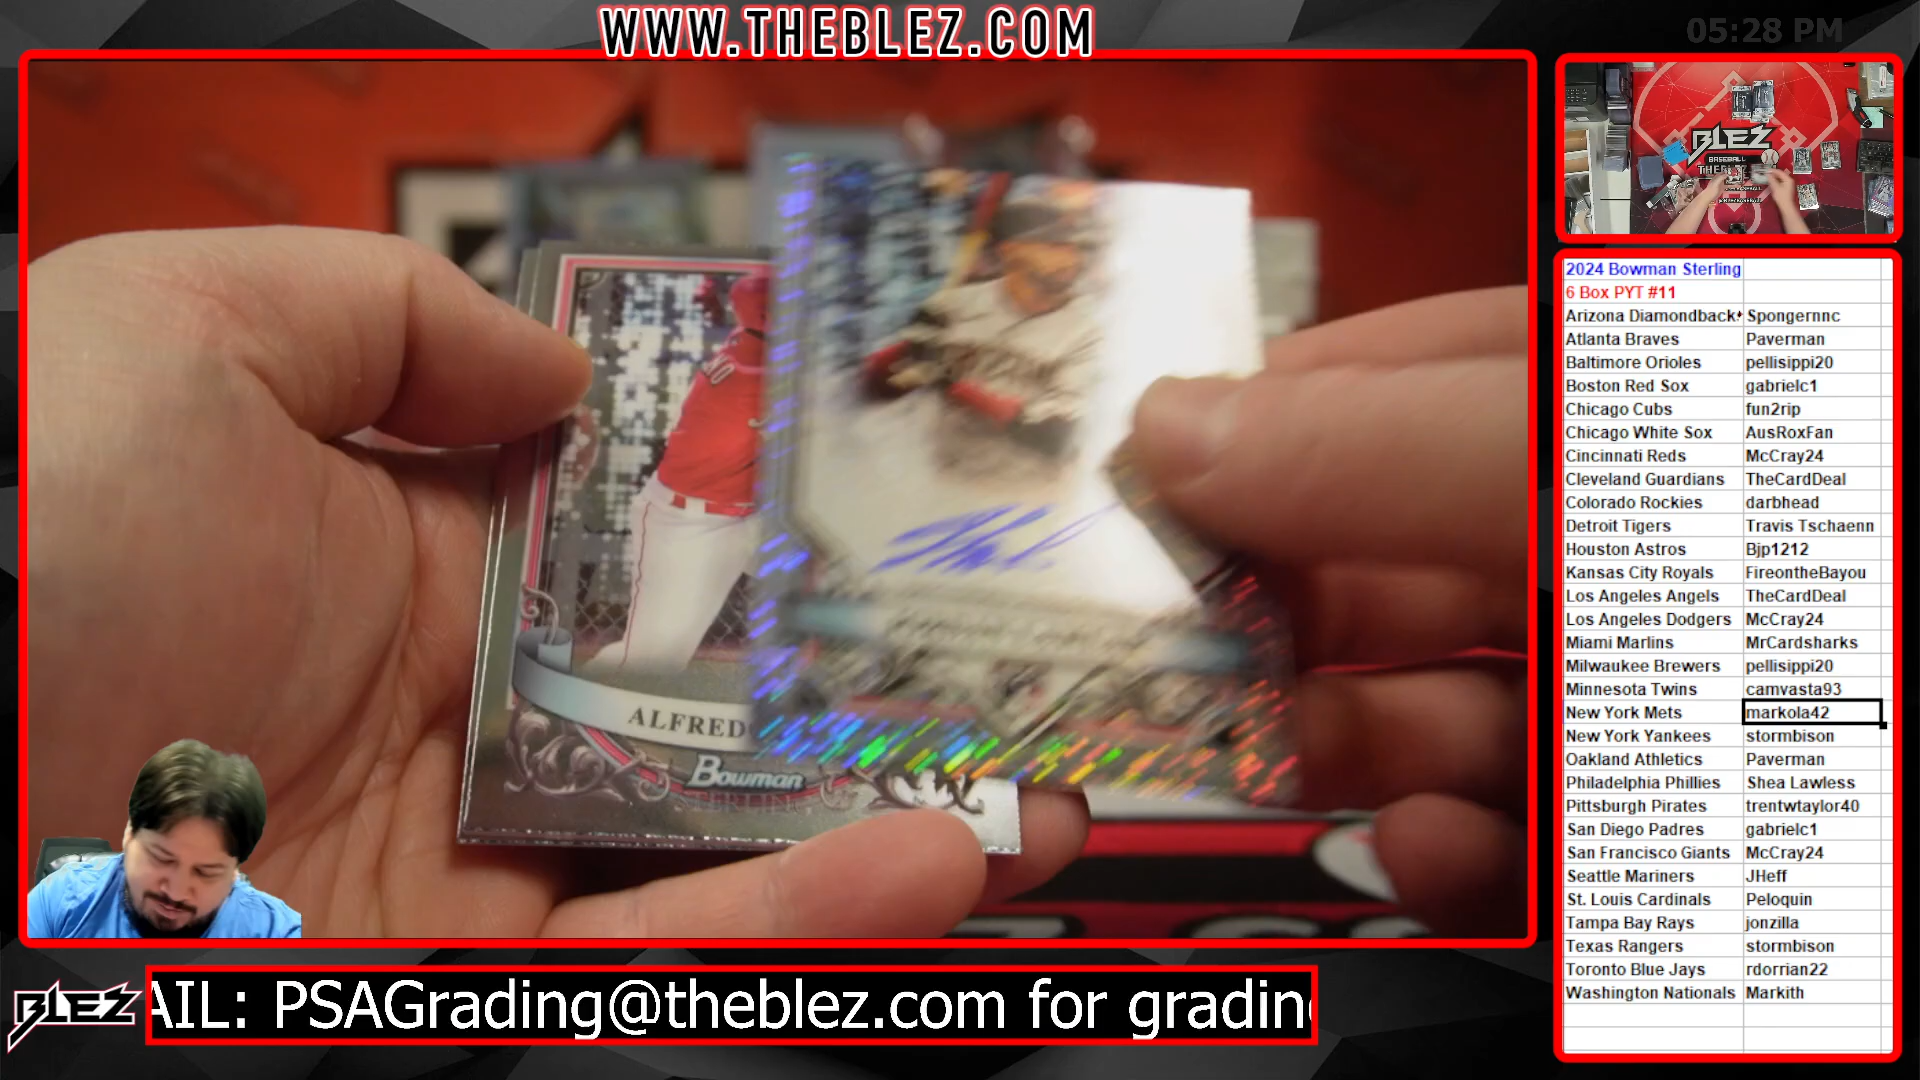 WWW.THEBLEZ.COM
05:28 PM
BLEZ
BASEBALL
ALFRED
Bowman
STERLING
2024 Bowman Sterling
6 Box PYT #11
Arizona Diamondback Spongernnc
Atlanta Braves Paverman
Baltimore Orioles pellisippi20
Boston Red Sox gabrielc1
Chicago Cubs fun2rip
Chicago White Sox AusRoxFan
Cincinnati Reds McCray24
Cleveland Guardians TheCardDeal
Colorado Rockies darbhead
Detroit Tigers Travis Tschaenn
Houston Astros Bjp1212
Kansas City Royals FireontheBayou
Los Angeles Angels TheCardDeal
Los Angeles Dodgers McCray24
Miami Marlins MrCardsharks
Milwaukee Brewers pellisippi20
Minnesota Twins camvasta93
New York Mets markola42
New York Yankees stormbison
Oakland Athletics Paverman
Philadelphia Phillies Shea Lawless
Pittsburgh Pirates trentwtaylor40
San Diego Padres gabrielc1
San Francisco Giants McCray24
Seattle Mariners JHeff
St. Louis Cardinals Peloquin
Tampa Bay Rays jonzilla
Texas Rangers stormbison
Toronto Blue Jays rdorrian22
Washington Nationals Markith
BLEZ
AIL: PSAGrading@theblez.com for grading